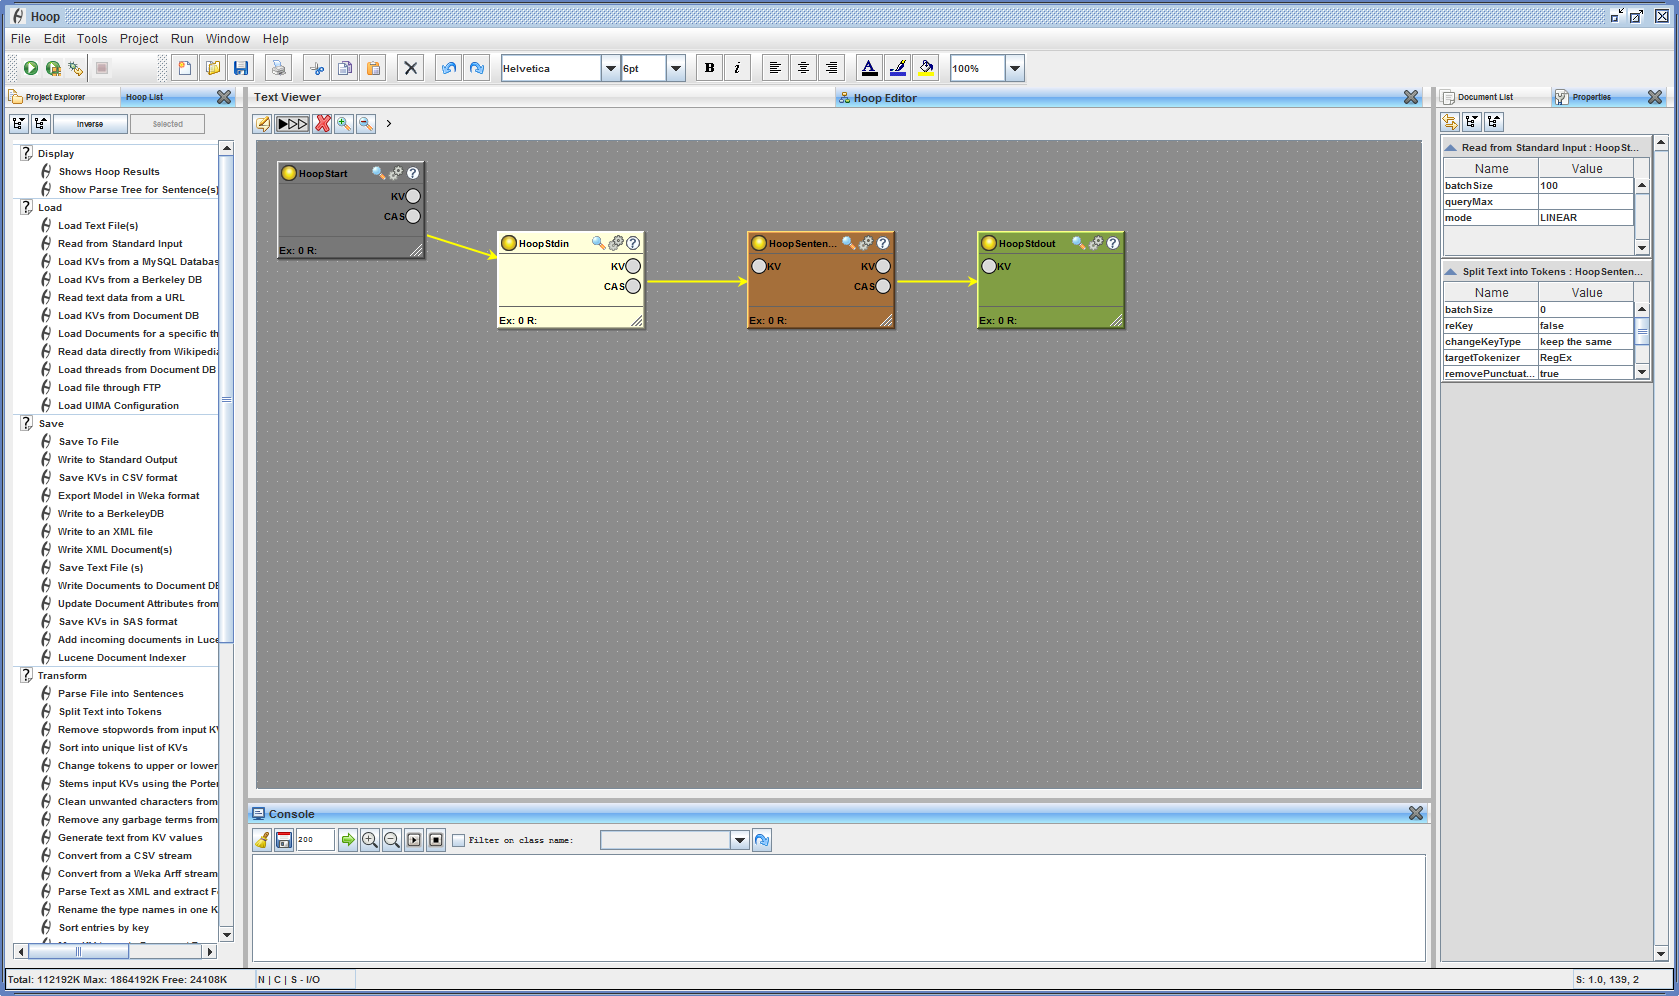 Hoop
File Edit Tools Project Run Window Help
Helvetica 6pt B i A 100%
Project Explorer Hoop List
Inverse Selected
? Display
Shows Hoop Results
Show Parse Tree for Sentence(s)
? Load
Load Text File(s)
Read from Standard Input
Load KVs from a MySQL Databas
Load KVs from a Berkeley DB
Read text data from a URL
Load KVs from Document DB
Load Documents for a specific th
Read data directly from Wikipedia
Load threads from Document DB
Load file through FTP
Load UIMA Configuration
? Save
Save To File
Write to Standard Output
Save KVs in CSV format
Export Model in Weka format
Write to a BerkeleyDB
Write to an XML file
Write XML Document(s)
Save Text File (s)
Write Documents to Document DB
Update Document Attributes from
Save KVs in SAS format
Add incoming documents in Luce
Lucene Document Indexer
? Transform
Parse File into Sentences
Split Text into Tokens
Remove stopwords from input KV
Sort into unique list of KVs
Change tokens to upper or lower
Stems input KVs using the Porter
Clean unwanted characters from
Remove any garbage terms from
Generate text from KV values
Convert from a CSV stream
Convert from a Weka Arff stream
Parse Text as XML and extract F
Rename the type names in one K
Sort entries by key
Text Viewer Hoop Editor
HoopStart ?
KV
CAS
Ex: 0 R:
HoopStdin ?
KV
CAS
Ex: 0 R:
HoopSenten... ?
KV KV
CAS
Ex: 0 R:
HoopStdout ?
KV
Ex: 0 R:
Console
200 Filter on class name:
Document List Properties
Read from Standard Input : HoopSt...
Name Value
batchSize 100
queryMax
mode LINEAR
Split Text into Tokens : HoopSenten...
Name Value
batchSize 0
reKey false
changeKeyType keep the same
targetTokenizer RegEx
removePunctuat... true
Total: 112192K Max: 1864192K Free: 24108K N | C | S - I/O S: 1.0, 139, 2